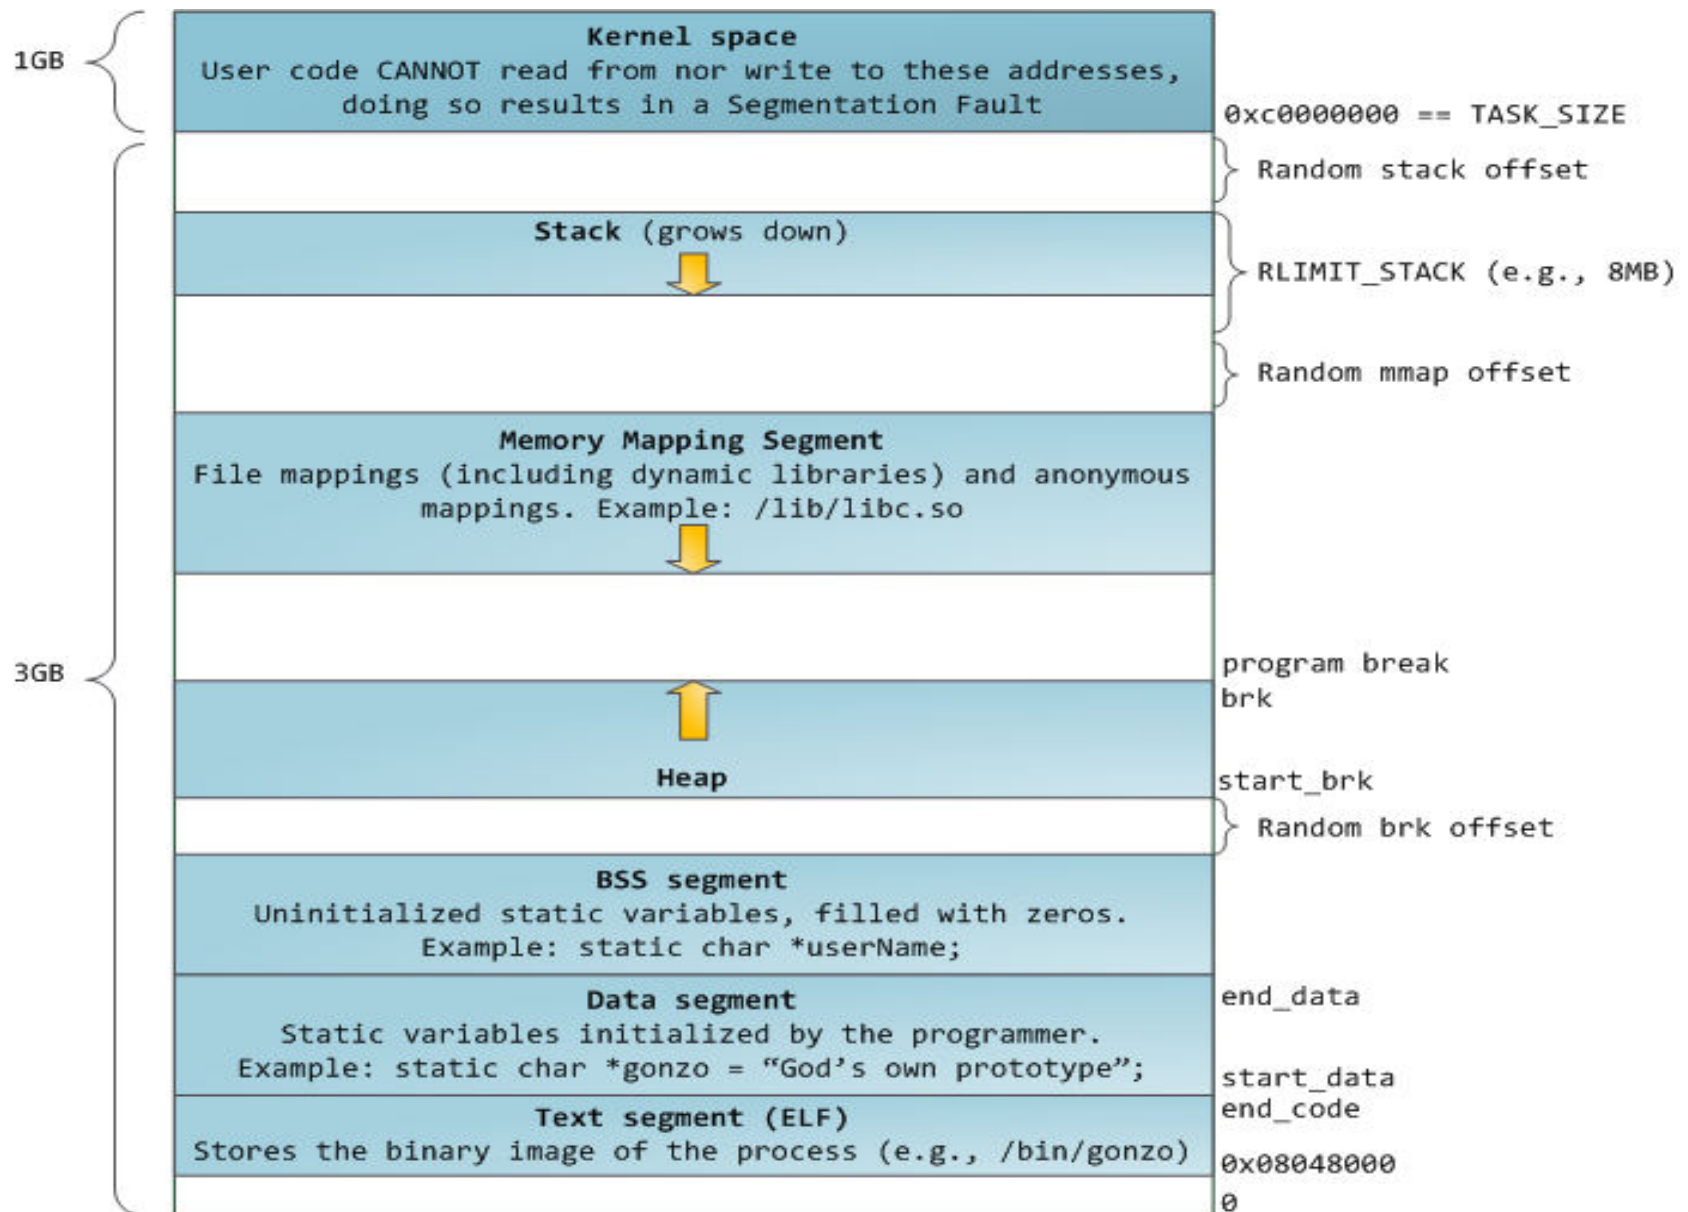 1GB
Kernel space
User code CANNOT read from nor write to these addresses,
doing so results in a Segmentation Fault
0xc0000000 == TASK_SIZE
Random stack offset
Stack (grows down)
RLIMIT_STACK (e.g., 8MB)
Random mmap offset
Memory Mapping Segment
File mappings (including dynamic libraries) and anonymous
mappings. Example: /lib/libc.so
3GB
program break
brk
Heap
start_brk
Random brk offset
BSS segment
Uninitialized static variables, filled with zeros.
Example: static char *userName;
Data segment
end_data
Static variables initialized by the programmer.
Example: static char *gonzo = “God’s own prototype”;
start_data
end_code
Text segment (ELF)
Stores the binary image of the process (e.g., /bin/gonzo)
0x08048000
0